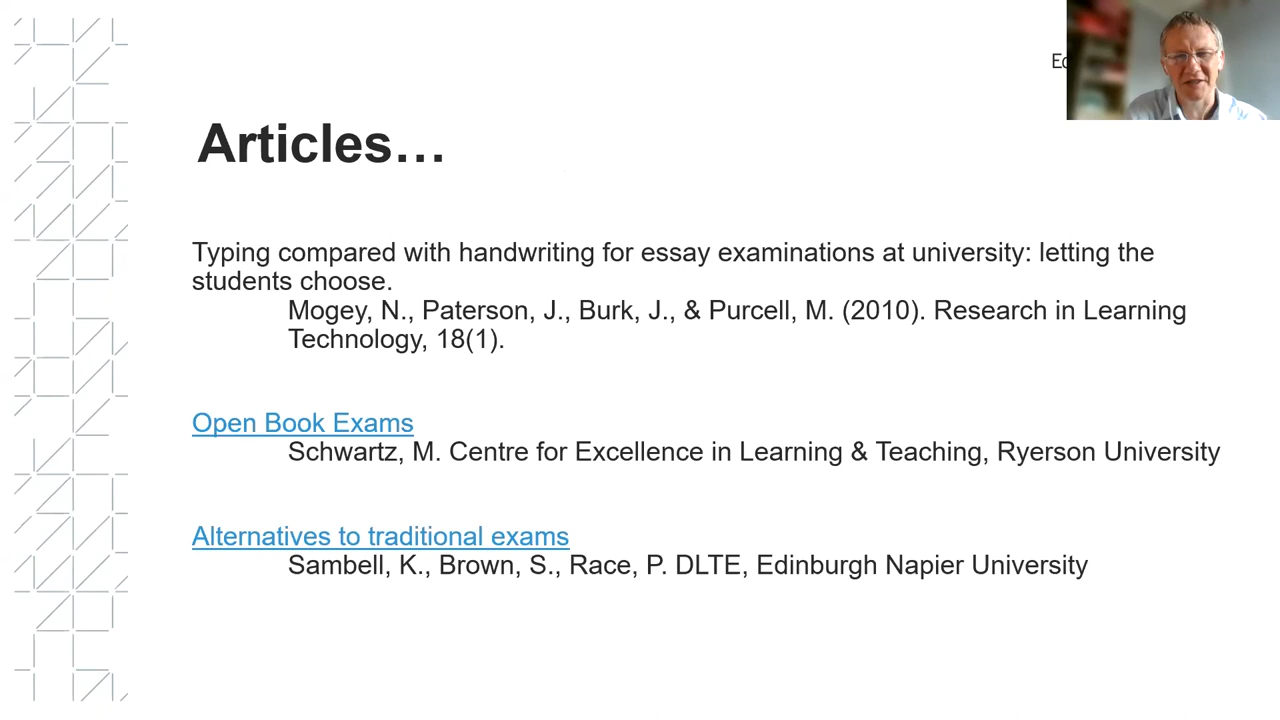 Articles…
Typing compared with handwriting for essay examinations at university: letting the
students choose.
Mogey, N., Paterson, J., Burk, J., & Purcell, M. (2010). Research in Learning
Technology, 18(1).
Open Book Exams
Schwartz, M. Centre for Excellence in Learning & Teaching, Ryerson University
Alternatives to traditional exams
Sambell, K., Brown, S., Race, P. DLTE, Edinburgh Napier University